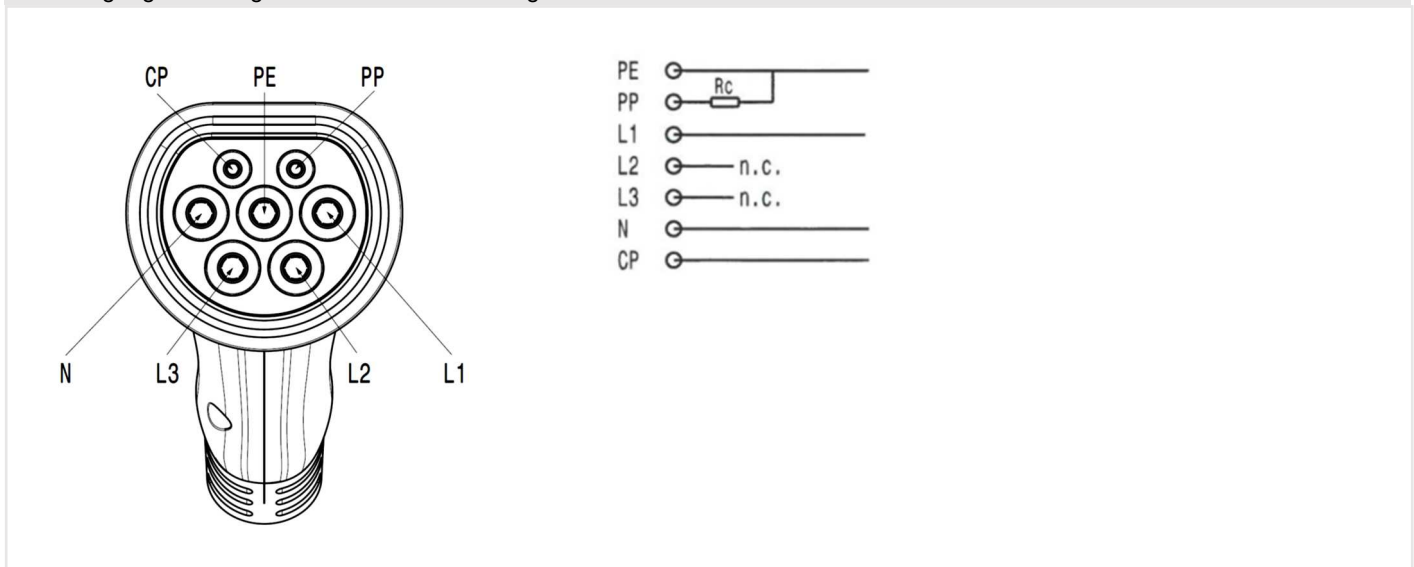 CP PE PP
N L3 L2 L1
PE
PP Rc
L1
L2 n.c.
L3 n.c.
N
CP